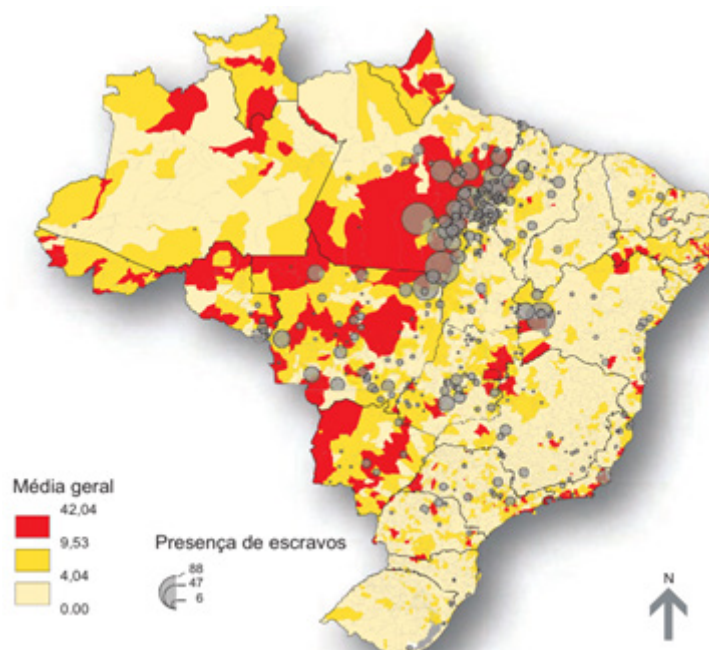 Média geral
42,04
9,53
4,04
0.00
Presença de escravos
88
47
6
N